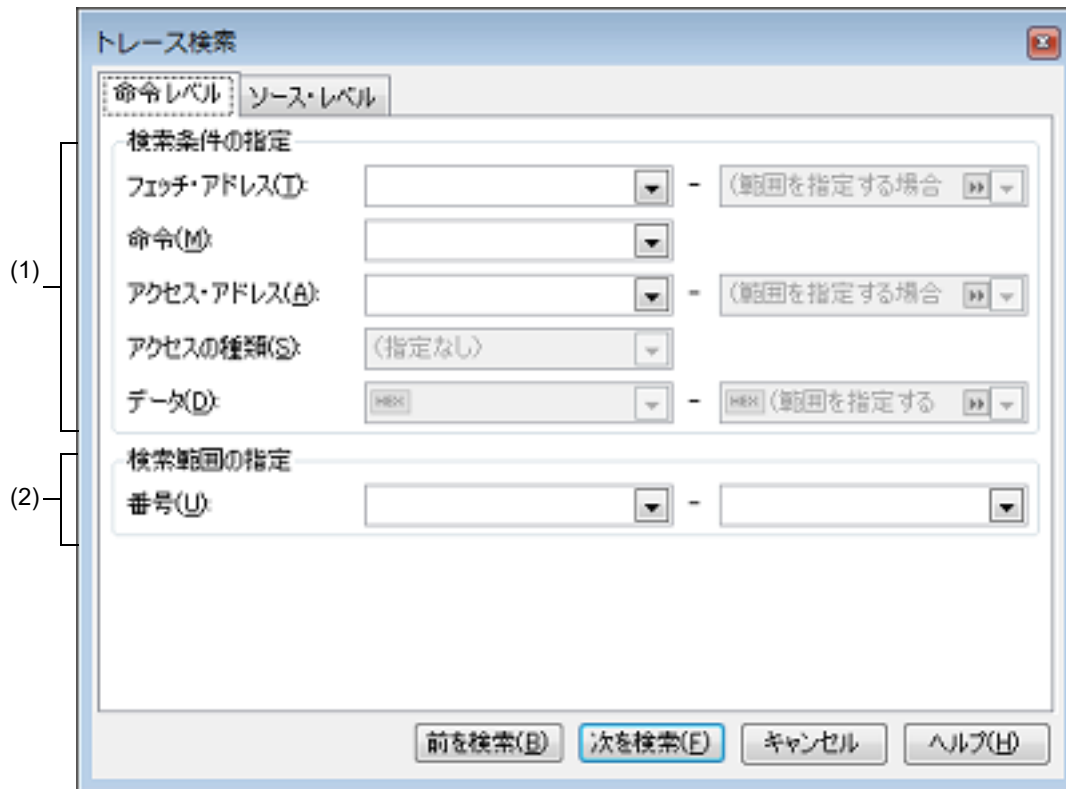 トレース検索
命令レベル ソース・レベル
検索条件の指定
フェッチ・アドレス(T): - (範囲を指定する場合
命令(M):
(1)
アクセス・アドレス(A): - (範囲を指定する場合
アクセスの種類(S): (指定なし)
データ(D): HEX - HEX (範囲を指定する
検索範囲の指定
(2)
番号(U): -
前を検索(B) 次を検索(F) キャンセル ヘルプ(H)